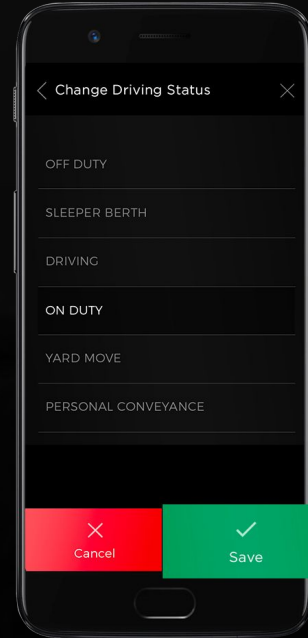 Change Driving Status
OFF DUTY
SLEEPER BERTH
DRIVING
ON DUTY
YARD MOVE
PERSONAL CONVEYANCE
Cancel
Save